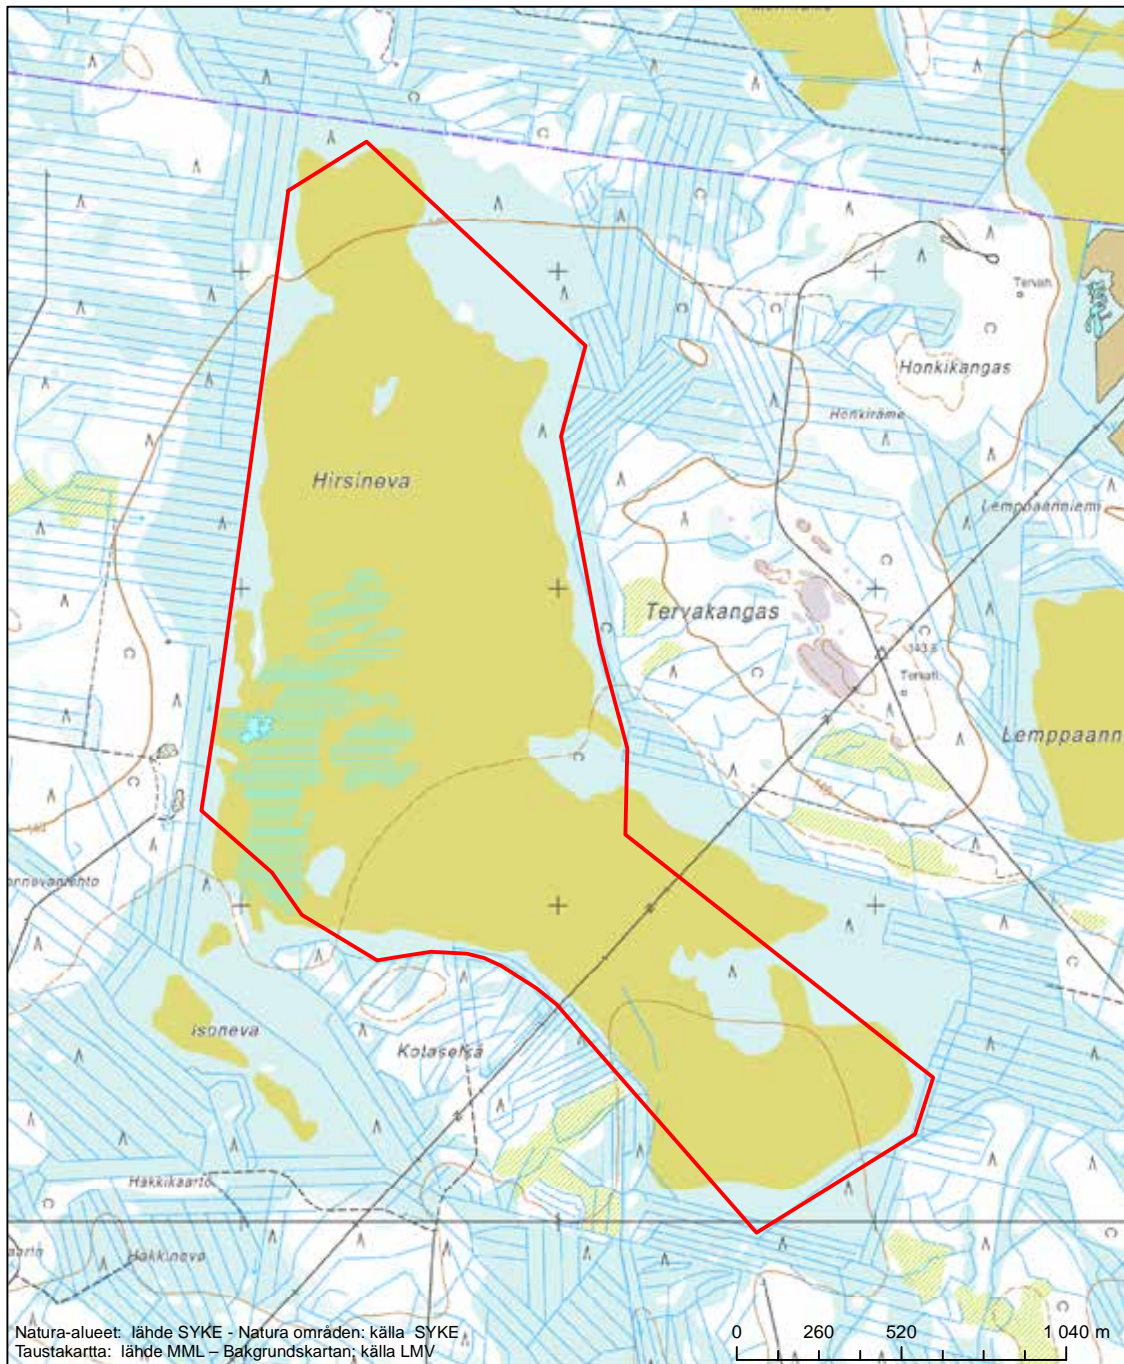 Tervah.
Honkikangas
Honkiräme
Hirsineva
Lemppaanniemi
Tervakangas
143.5
Tervah.
Lemppaann
140
Isoneva
Kotaselkä
Häkkikaarto
Häkkineva
Natura-alueet: lähde SYKE - Natura områden: källa SYKE
Taustakartta: lähde MML – Bakgrundskartan: källa LMV
0 260 520 1 040 m